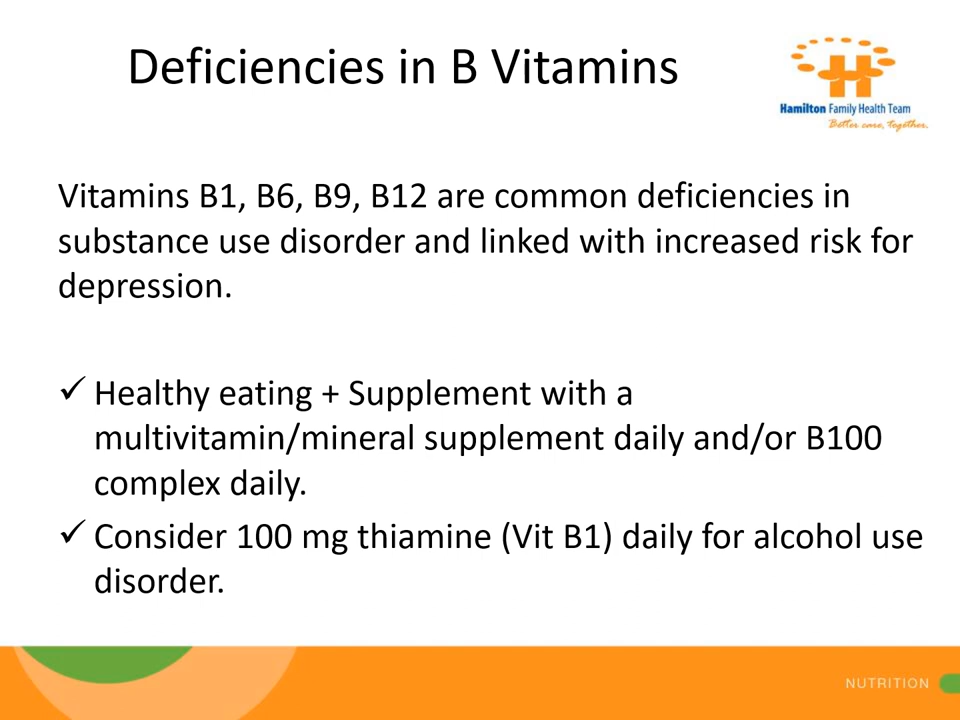 Deficiencies in B Vitamins
Hamilton Family Health Team
Better care, together.
Vitamins B1, B6, B9, B12 are common deficiencies in
substance use disorder and linked with increased risk for
depression.
✓ Healthy eating + Supplement with a
multivitamin/mineral supplement daily and/or B100
complex daily.
✓ Consider 100 mg thiamine (Vit B1) daily for alcohol use
disorder.
NUTRITION